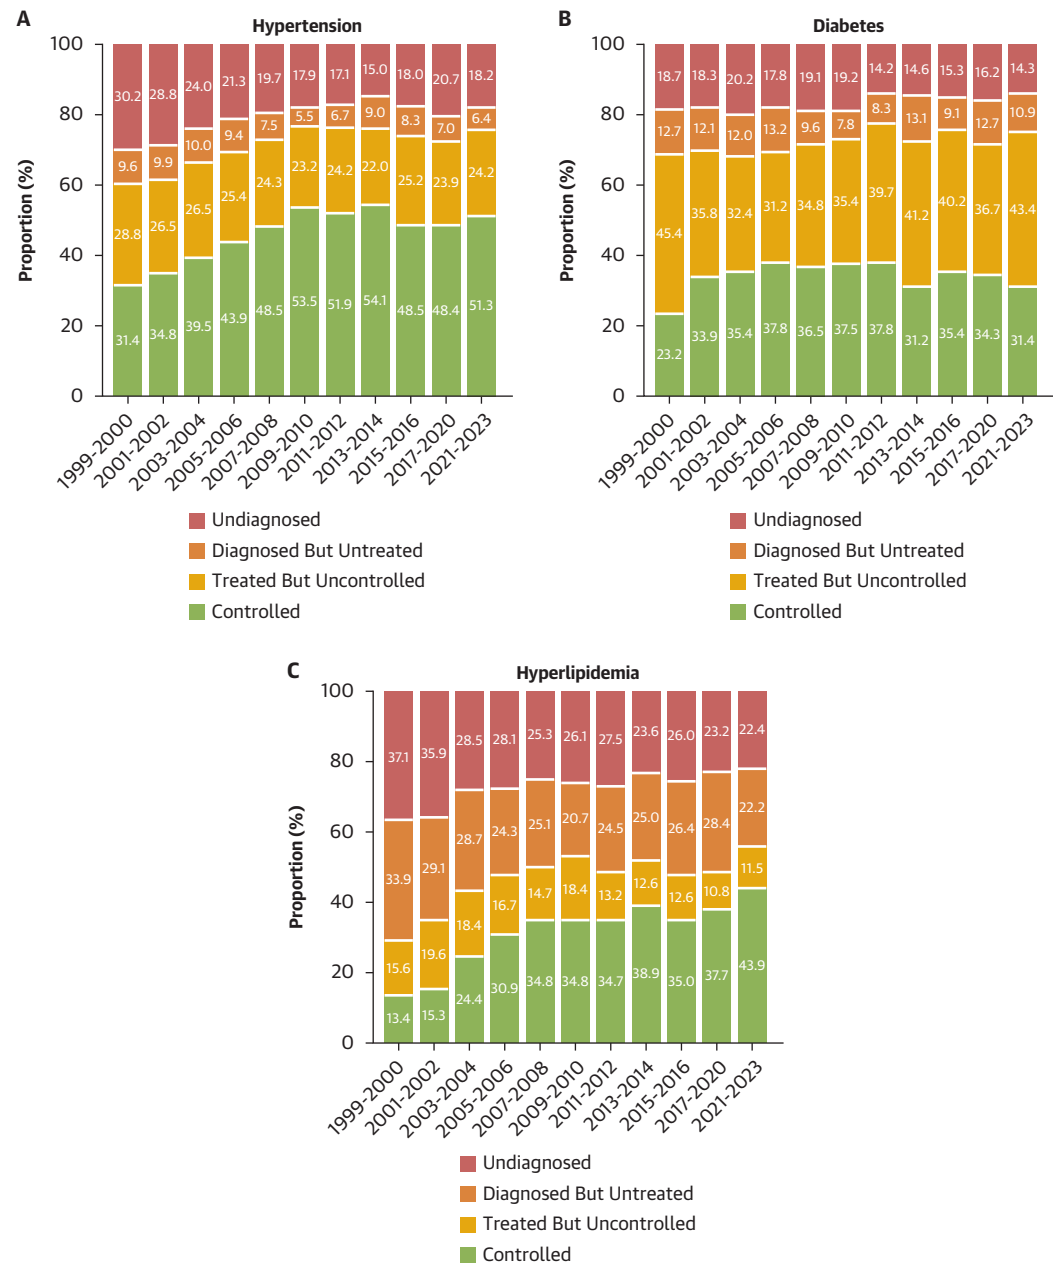 A
Hypertension
Proportion (%)
100
80
60
40
20
0
30.2 28.8 24.0 21.3 19.7 17.9 17.1 15.0 18.0 20.7 18.2
9.6 9.9 10.0 9.4 7.5 5.5 6.7 9.0 8.3 7.0 6.4
28.8 26.5 26.5 25.4 24.3 23.2 24.2 22.0 25.2 23.9 24.2
31.4 34.8 39.5 43.9 48.5 53.5 51.9 54.1 48.5 48.4 51.3
1999-2000 2001-2002 2003-2004 2005-2006 2007-2008 2009-2010 2011-2012 2013-2014 2015-2016 2017-2020 2021-2023
Undiagnosed
Diagnosed But Untreated
Treated But Uncontrolled
Controlled
B
Diabetes
Proportion (%)
100
80
60
40
20
0
18.7 18.3 20.2 17.8 19.1 19.2 14.2 14.6 15.3 16.2 14.3
12.7 12.1 12.0 13.2 9.6 7.8 8.3 13.1 9.1 12.7 10.9
45.4 35.8 32.4 31.2 34.8 35.4 39.7 41.2 40.2 36.7 43.4
23.2 33.9 35.4 37.8 36.5 37.5 37.8 31.2 35.4 34.3 31.4
1999-2000 2001-2002 2003-2004 2005-2006 2007-2008 2009-2010 2011-2012 2013-2014 2015-2016 2017-2020 2021-2023
Undiagnosed
Diagnosed But Untreated
Treated But Uncontrolled
Controlled
C
Hyperlipidemia
Proportion (%)
100
80
60
40
20
0
37.1 35.9 28.5 28.1 25.3 26.1 27.5 23.6 26.0 23.2 22.4
33.9 29.1 28.7 24.3 25.1 20.7 24.5 25.0 26.4 28.4 22.2
15.6 19.6 18.4 16.7 14.7 18.4 13.2 12.6 12.6 10.8 11.5
13.4 15.3 24.4 30.9 34.8 34.8 34.7 38.9 35.0 37.7 43.9
1999-2000 2001-2002 2003-2004 2005-2006 2007-2008 2009-2010 2011-2012 2013-2014 2015-2016 2017-2020 2021-2023
Undiagnosed
Diagnosed But Untreated
Treated But Uncontrolled
Controlled